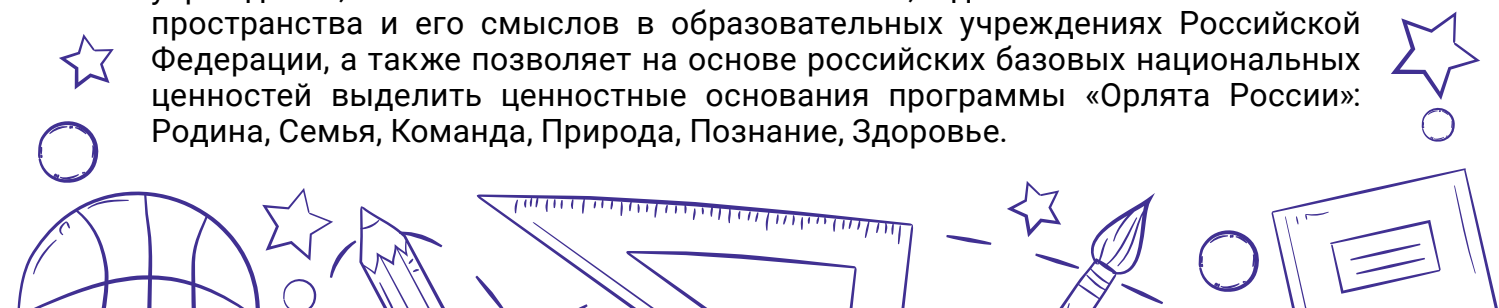 пространства и его смыслов в образовательных учреждениях Российской
Федерации, а также позволяет на основе российских базовых национальных
ценностей выделить ценностные основания программы «Орлята России»:
Родина, Семья, Команда, Природа, Познание, Здоровье.